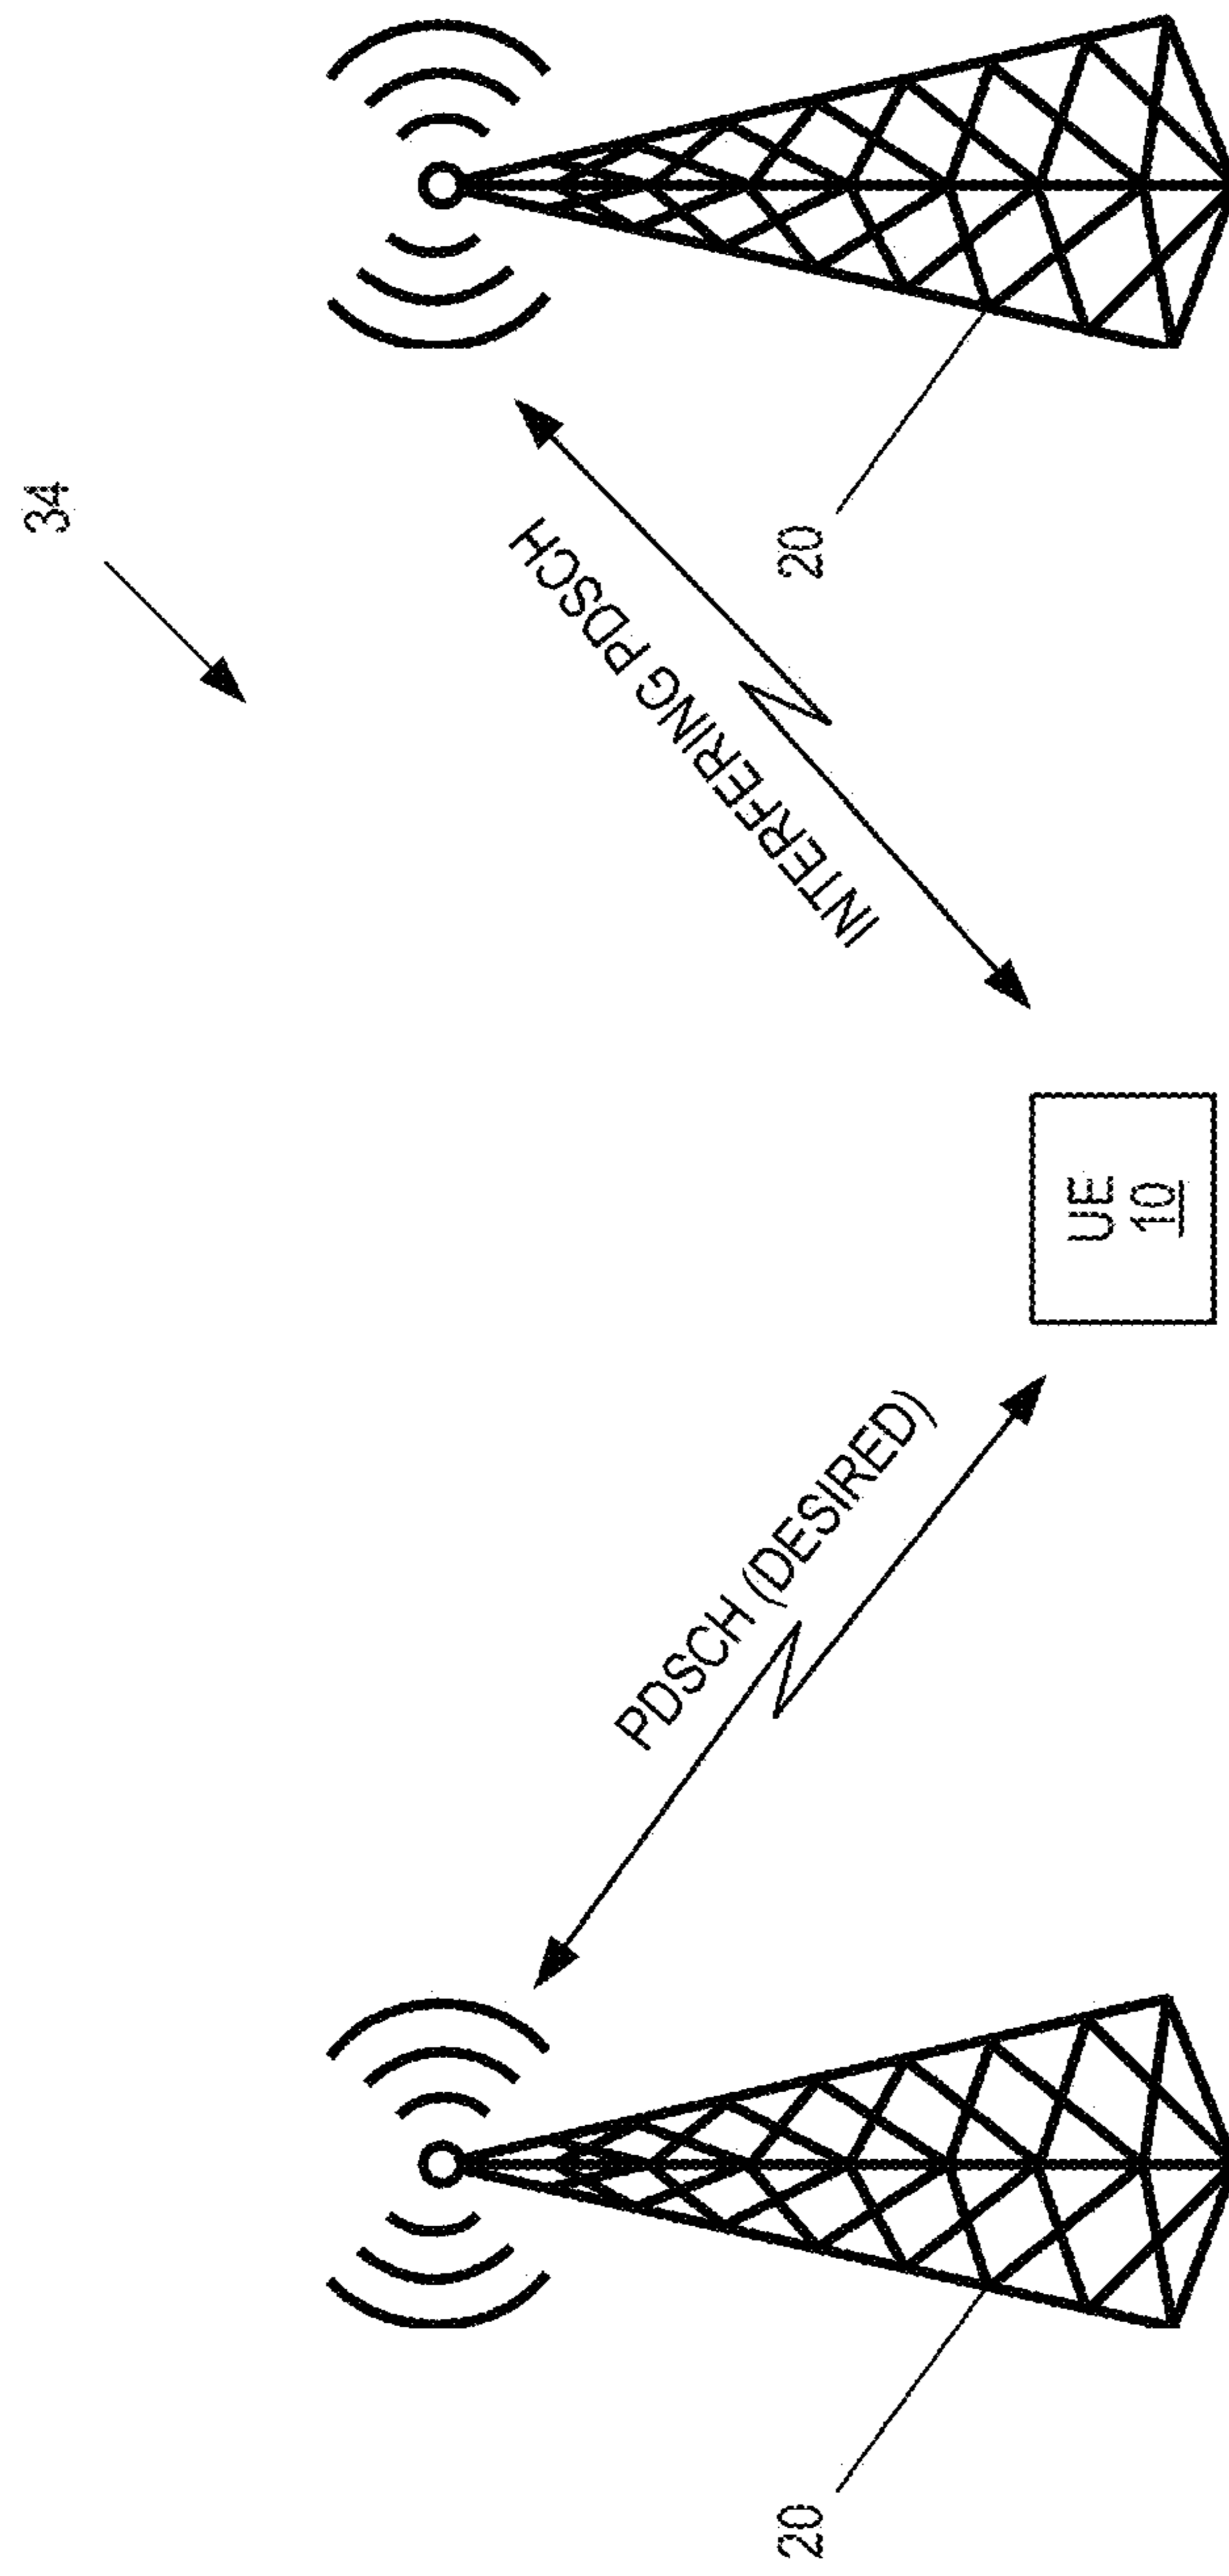 34
INTERFERING PDSCH
PDSCH (DESIRED)
20
20
UE
10